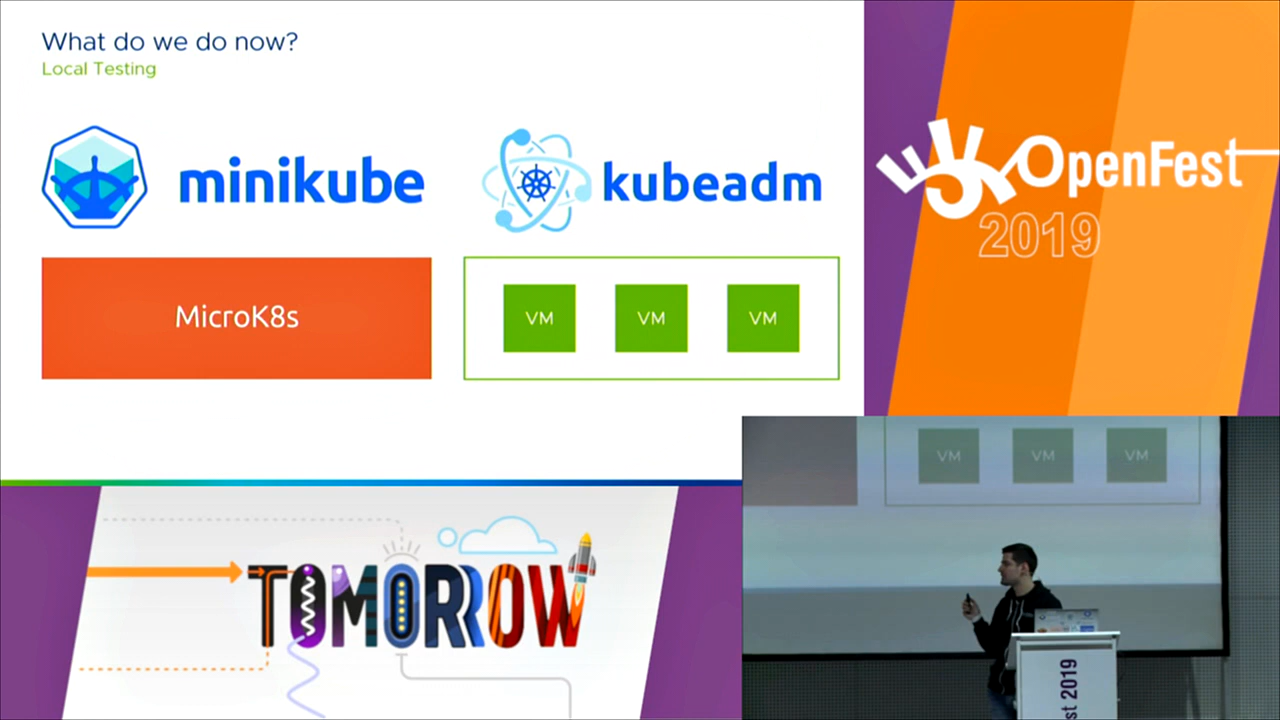 What do we do now?
Local Testing
minikube
kubeadm
MicroK8s
VM VM VM
OpenFest
2019
TOMORROW
VM VM VM
st 2019